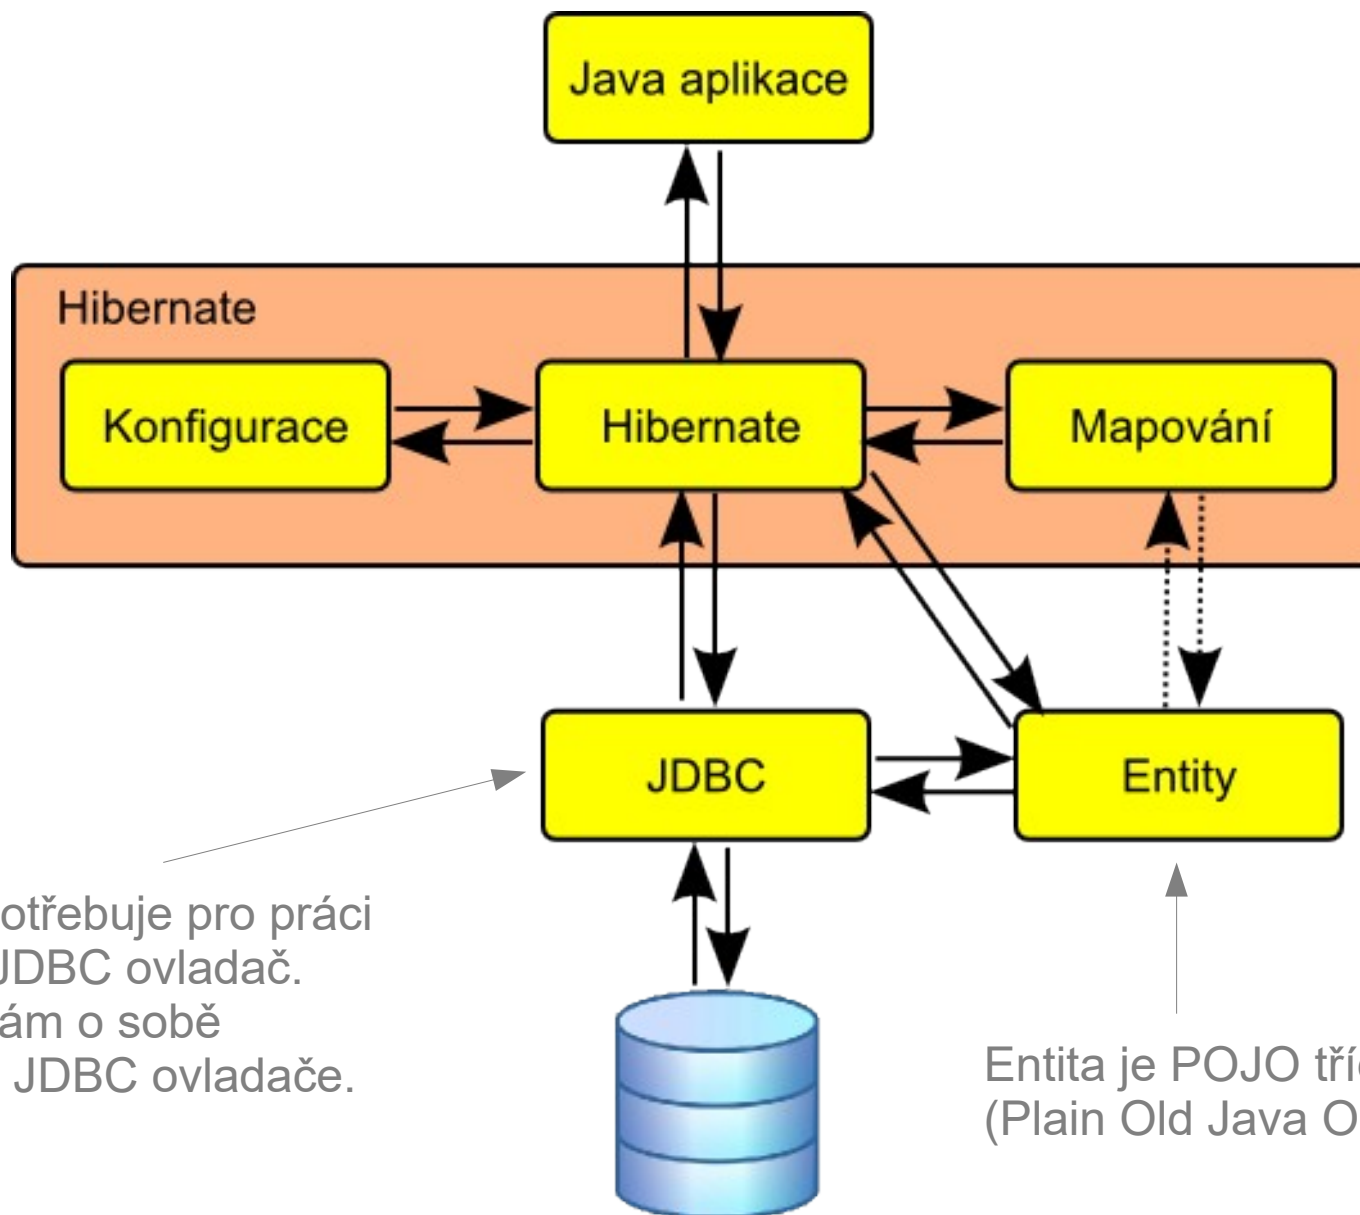 Java aplikace
Hibernate
Konfigurace
Hibernate
Mapování
JDBC
Entity
otřebuje pro práci
JDBC ovladač.
ám o sobě
JDBC ovladače.
Entita je POJO tříd
(Plain Old Java O